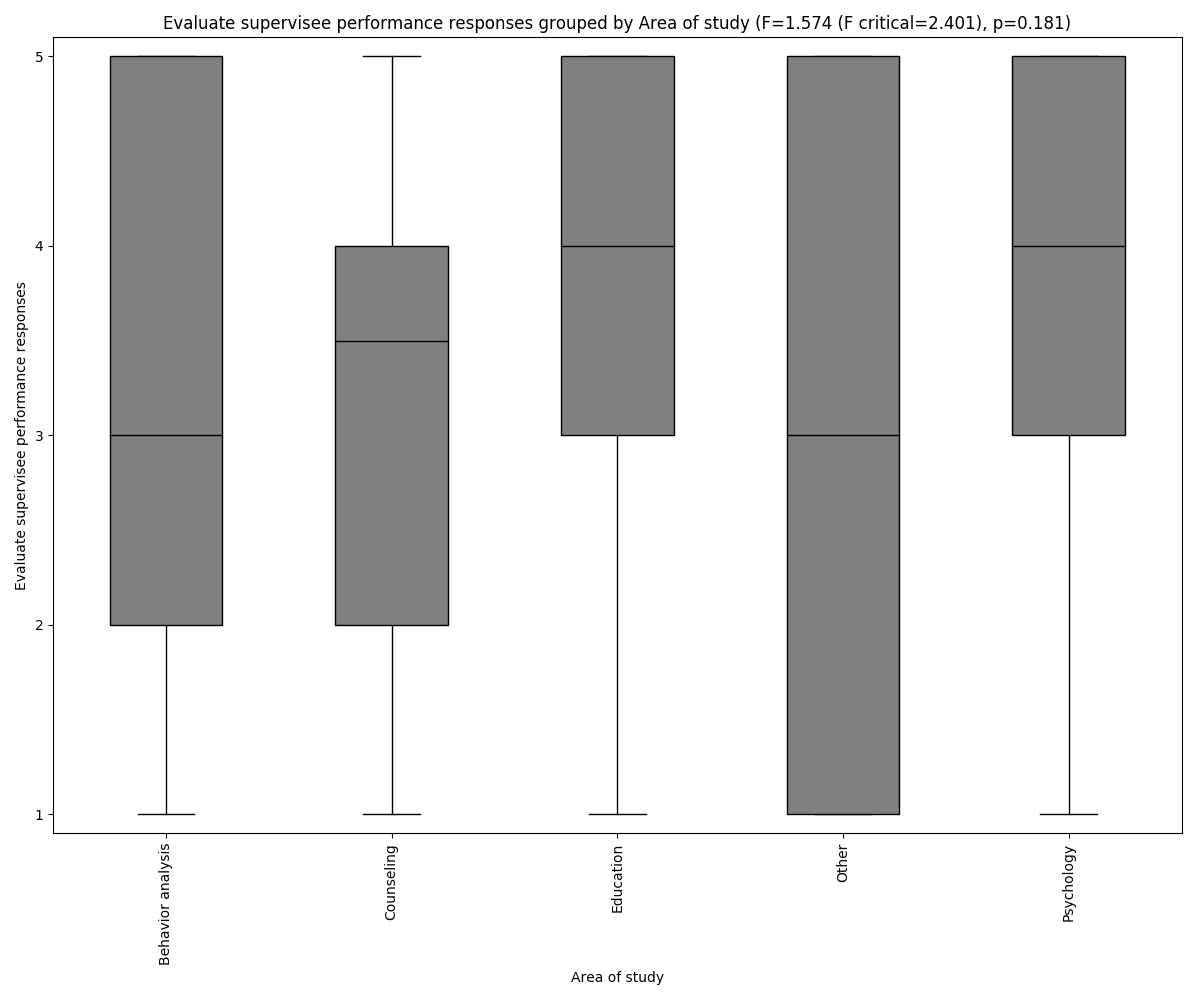 Evaluate supervisee performance responses grouped by Area of study (F=1.574 (F critical=2.401), p=0.181)
Evaluate supervisee performance responses
5
4
3
2
1
Behavior analysis
Counseling
Education
Other
Psychology
Area of study